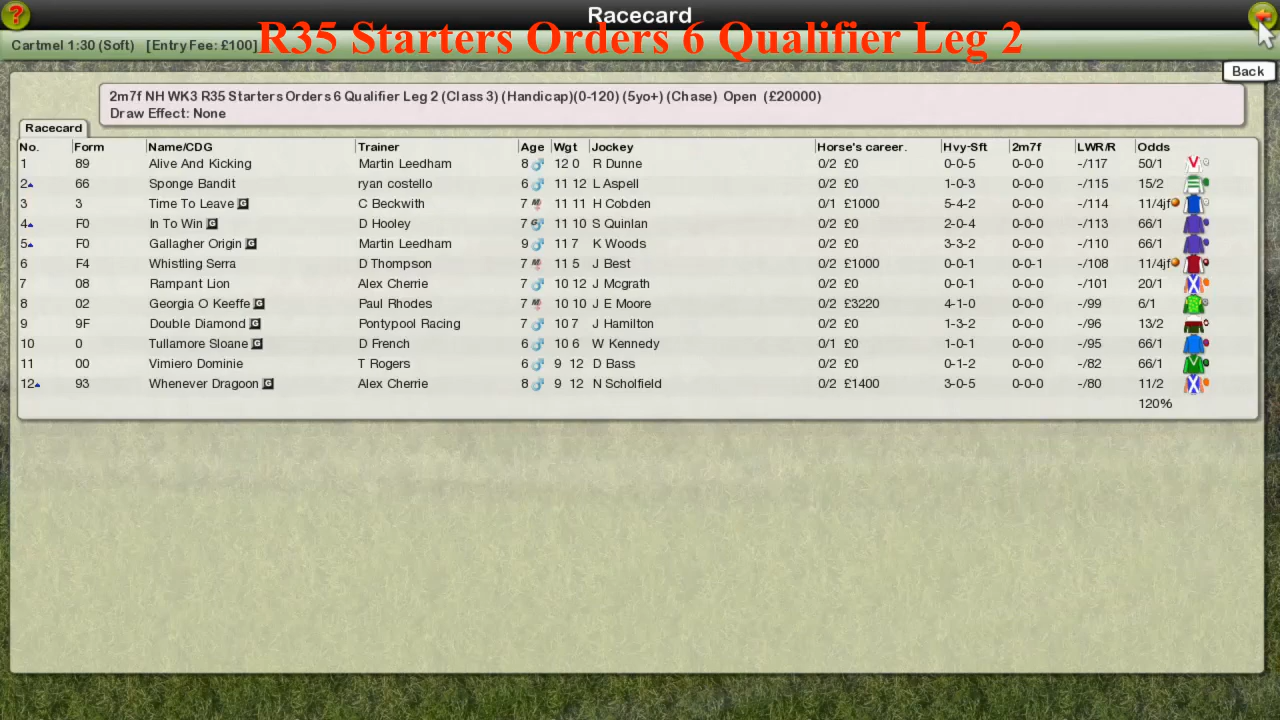 Racecard
R35 Starters Orders 6 Qualifier Leg 2
Cartmel 1:30 (Soft) [Entry Fee: £100]
Back
2m7f NH WK3 R35 Starters Orders 6 Qualifier Leg 2 (Class 3) (Handicap)(0-120) (5yo+) (Chase) Open (£20000)
Draw Effect: None
Racecard
No. Form Name/CDG Trainer Age Wgt Jockey Horse's career. Hvy-Sft 2m7f LWR/R Odds
1 89 Alive And Kicking Martin Leedham 8 12 0 R Dunne 0/2 £0 0-0-5 0-0-0 -/117 50/1
2 66 Sponge Bandit ryan costello 6 11 12 L Aspell 0/2 £0 1-0-3 0-0-0 -/115 15/2
3 3 Time To Leave G C Beckwith 7 11 11 H Cobden 0/1 £1000 5-4-2 0-0-0 -/114 11/4jf
4 F0 In To Win G D Hooley 7 11 10 S Quinlan 0/2 £0 2-0-4 0-0-0 -/113 66/1
5 F0 Gallagher Origin G Martin Leedham 9 11 7 K Woods 0/2 £0 3-3-2 0-0-0 -/110 66/1
6 F4 Whistling Serra D Thompson 7 11 5 J Best 0/2 £1000 0-0-1 0-0-1 -/108 11/4jf
7 08 Rampant Lion Alex Cherrie 7 10 12 J Mcgrath 0/2 £0 0-0-1 0-0-0 -/101 20/1
8 02 Georgia O Keeffe G Paul Rhodes 7 10 10 J E Moore 0/2 £3220 4-1-0 0-0-0 -/99 6/1
9 9F Double Diamond G Pontypool Racing 7 10 7 J Hamilton 0/2 £0 1-3-2 0-0-0 -/96 13/2
10 0 Tullamore Sloane G D French 6 10 6 W Kennedy 0/1 £0 1-0-1 0-0-0 -/95 66/1
11 00 Vimiero Dominie T Rogers 6 9 12 D Bass 0/2 £0 0-1-2 0-0-0 -/82 66/1
12 93 Whenever Dragoon G Alex Cherrie 8 9 12 N Scholfield 0/2 £1400 3-0-5 0-0-0 -/80 11/2
120%